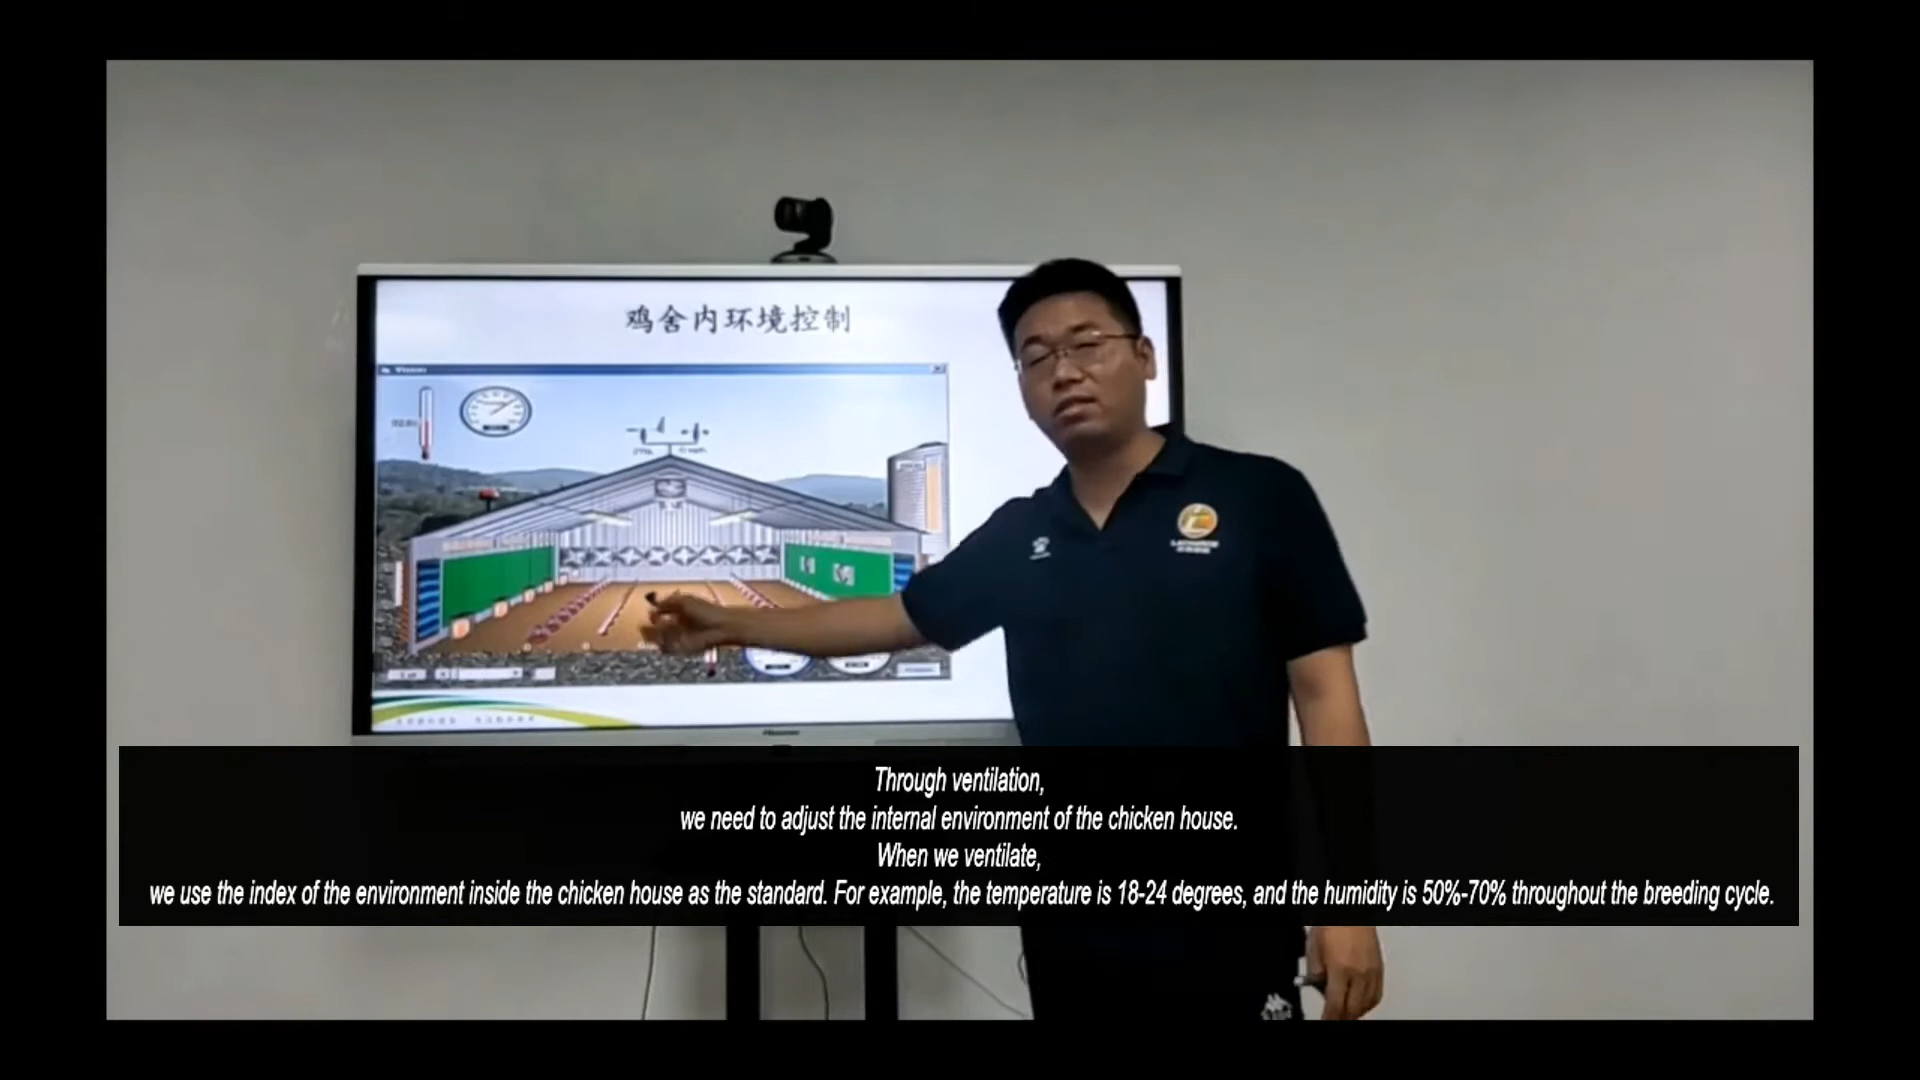 鸡舍内环境控制
Through ventilation,
we need to adjust the internal environment of the chicken house.
When we ventilate,
we use the index of the environment inside the chicken house as the standard. For example, the temperature is 18-24 degrees, and the humidity is 50%-70% throughout the breeding cycle.